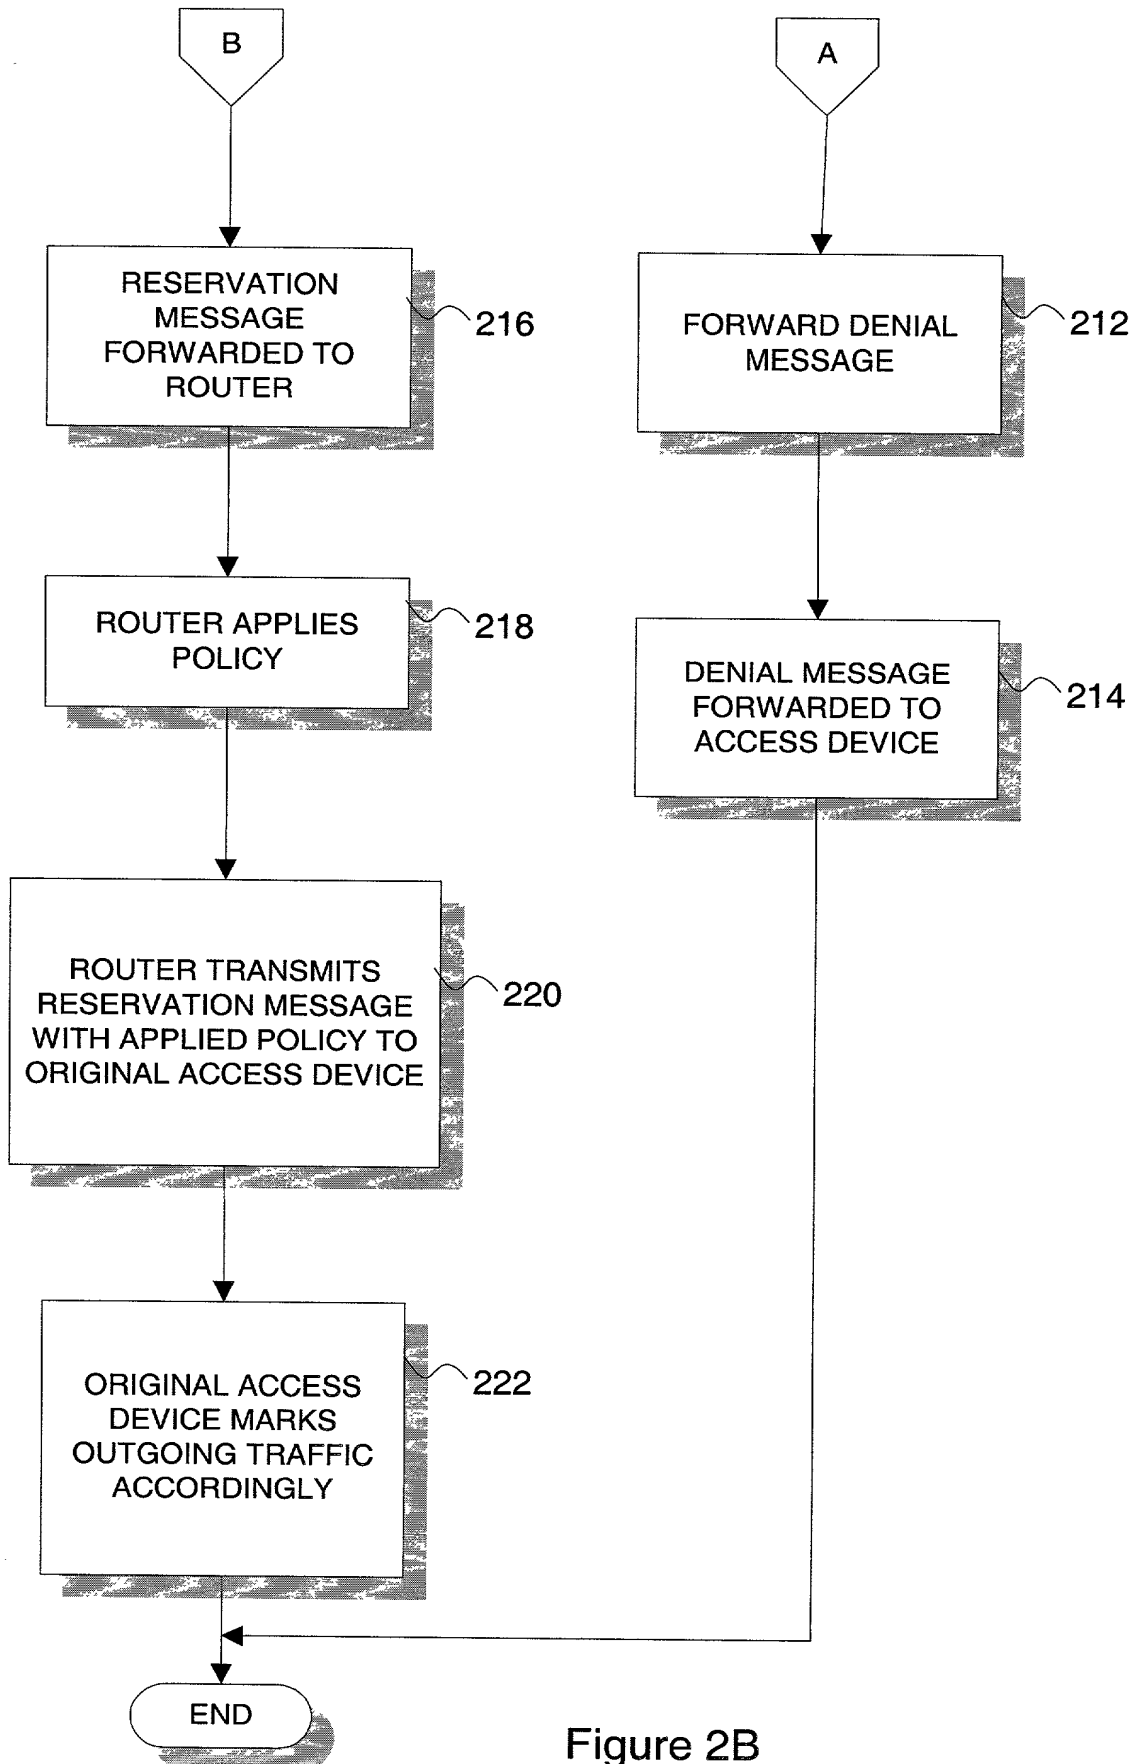 B
RESERVATION
MESSAGE
FORWARDED TO
ROUTER
216
ROUTER APPLIES
POLICY
218
ROUTER TRANSMITS
RESERVATION MESSAGE
WITH APPLIED POLICY TO
ORIGINAL ACCESS DEVICE
220
ORIGINAL ACCESS
DEVICE MARKS
OUTGOING TRAFFIC
ACCORDINGLY
222
END
A
FORWARD DENIAL
MESSAGE
212
DENIAL MESSAGE
FORWARDED TO
ACCESS DEVICE
214
Figure 2B